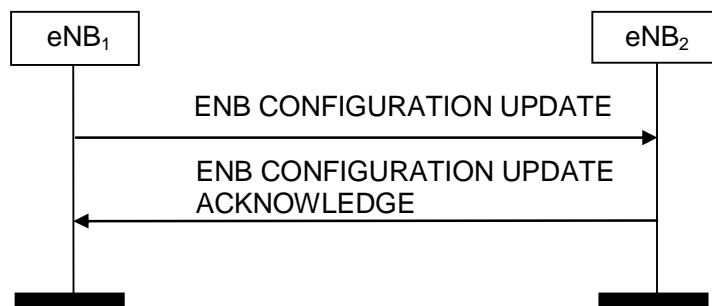 eNB₁
eNB₂
ENB CONFIGURATION UPDATE
ENB CONFIGURATION UPDATE
ACKNOWLEDGE